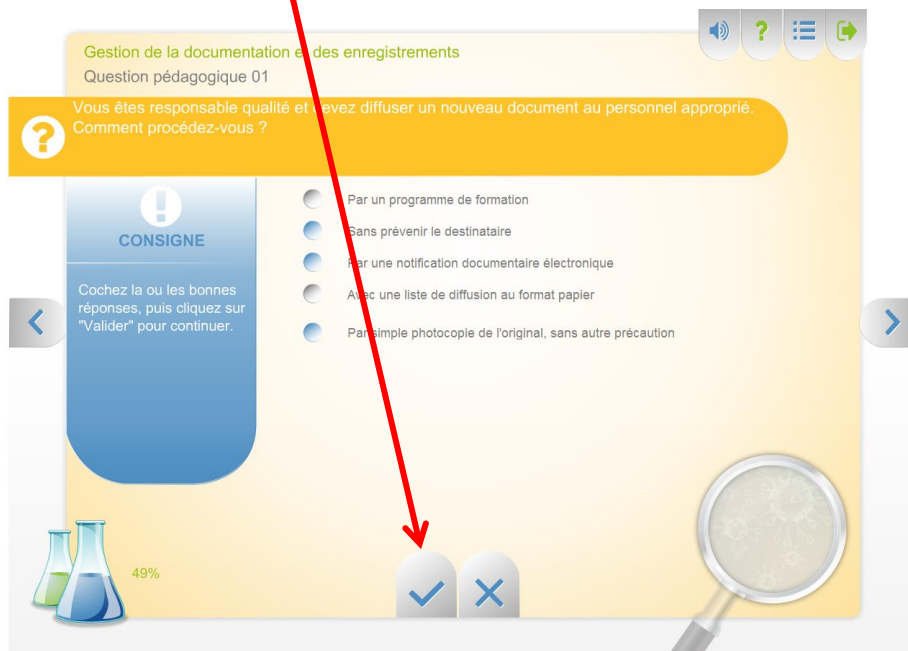 Gestion de la documentation et des enregistrements
Question pédagogique 01
Vous êtes responsable qualité et devez diffuser un nouveau document au personnel approprié.
Comment procédez-vous ?
CONSIGNE
Cochez la ou les bonnes
réponses, puis cliquez sur
"Valider" pour continuer.
Par un programme de formation
Sans prévenir le destinataire
Par une notification documentaire électronique
Avec une liste de diffusion au format papier
Par simple photocopie de l'original, sans autre précaution
49%